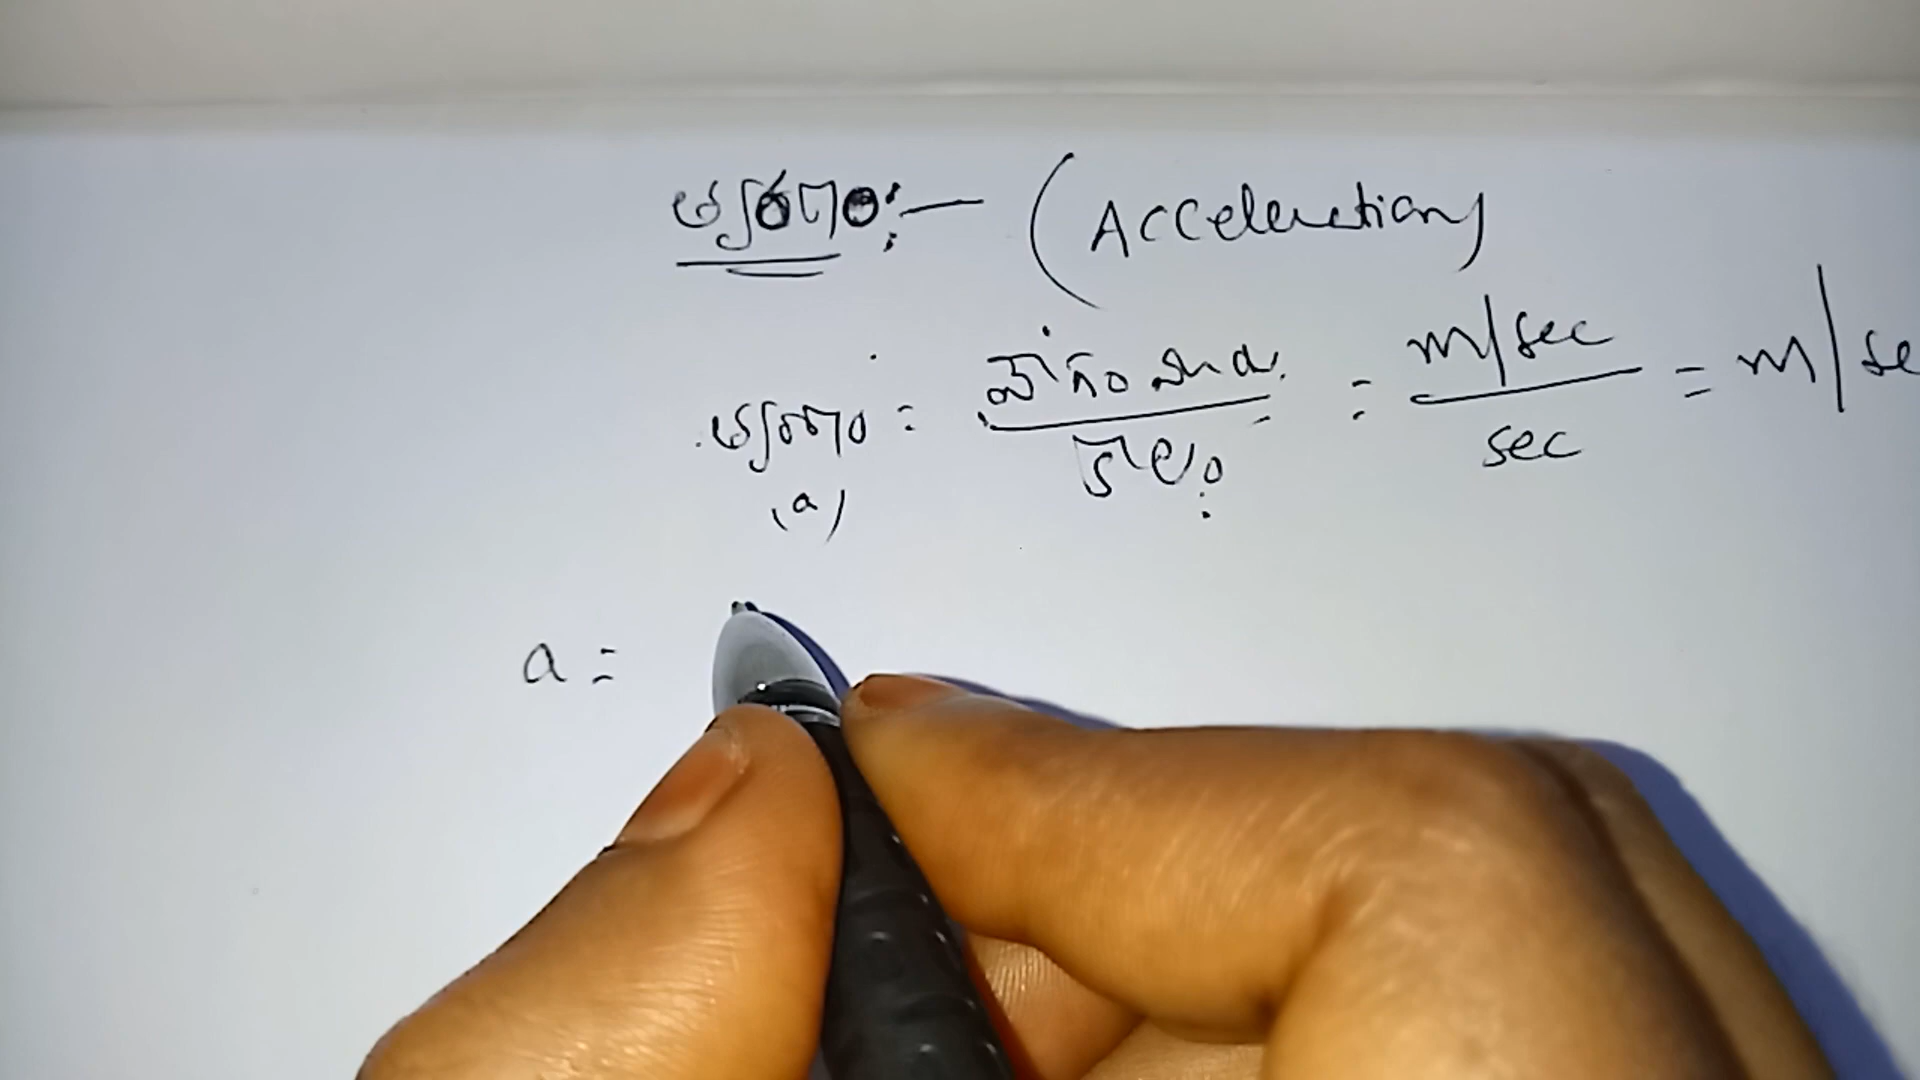 త్వరణం:- (Acceleration)
త్వరణం = వేగం / కాలం = m/sec / sec = m/se
(a)
a =